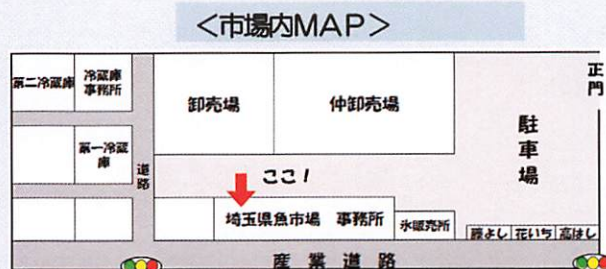 ＜市場内MAP＞
第二冷蔵庫
冷蔵庫
事務所
卸売場
仲卸売場
正門
駐車場
第一冷蔵
庫
道路
ここ！
埼玉県魚市場　事務所
氷販売所
藤よし
花いち
高はし
産業道路